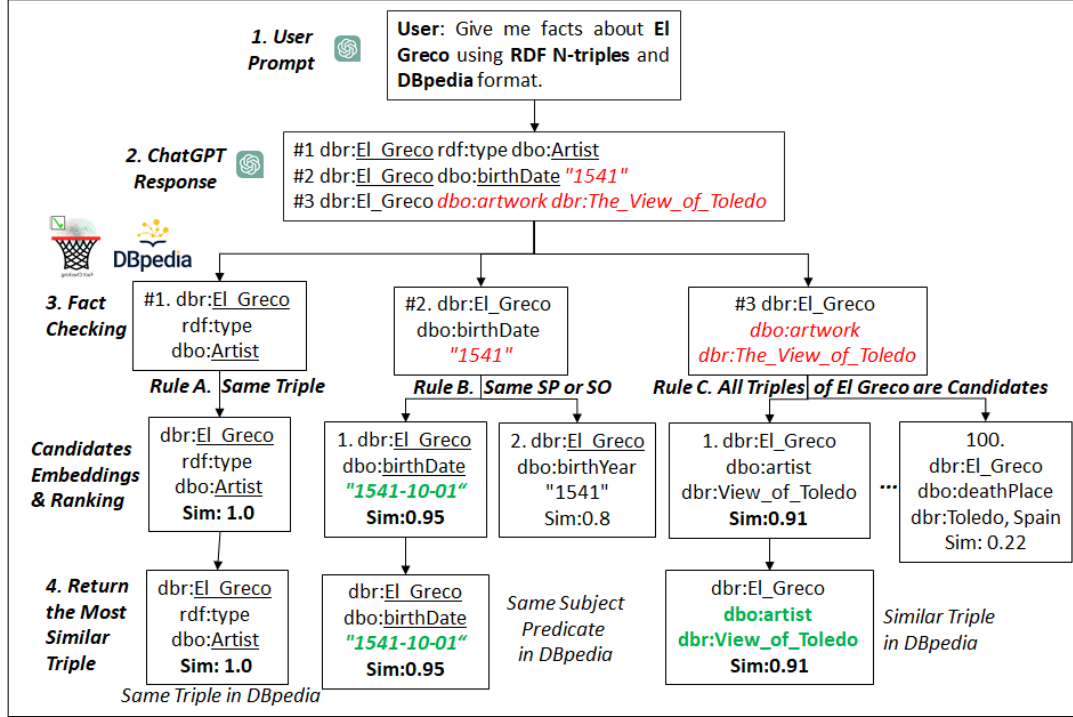 1. User
Prompt
User: Give me facts about El
Greco using RDF N-triples and
DBpedia format.
2. ChatGPT
Response
#1 dbr:El_Greco rdf:type dbo:Artist
#2 dbr:El_Greco dbo:birthDate "1541"
#3 dbr:El_Greco dbo:artwork dbr:The_View_of_Toledo
DBpedia
3. Fact
Checking
#1. dbr:El_Greco
rdf:type
dbo:Artist
#2. dbr:El_Greco
dbo:birthDate
"1541"
#3 dbr:El_Greco
dbo:artwork
dbr:The_View_of_Toledo
Rule A. Same Triple
Rule B. Same SP or SO
Rule C. All Triples of El Greco are Candidates
Candidates
Embeddings
& Ranking
dbr:El_Greco
rdf:type
dbo:Artist
Sim: 1.0
1. dbr:El_Greco
dbo:birthDate
"1541-10-01“
Sim:0.95
2. dbr:El_Greco
dbo:birthYear
"1541"
Sim:0.8
1. dbr:El_Greco
dbo:artist
dbr:View_of_Toledo
Sim:0.91
...
100.
dbr:El_Greco
dbo:deathPlace
dbr:Toledo, Spain
Sim: 0.22
4. Return
the Most
Similar
Triple
dbr:El_Greco
rdf:type
dbo:Artist
Sim: 1.0
Same Triple in DBpedia
dbr:El_Greco
dbo:birthDate
"1541-10-01“
Sim:0.95
Same Subject
Predicate
in DBpedia
dbr:El_Greco
dbo:artist
dbr:View_of_Toledo
Sim:0.91
Similar Triple
in DBpedia